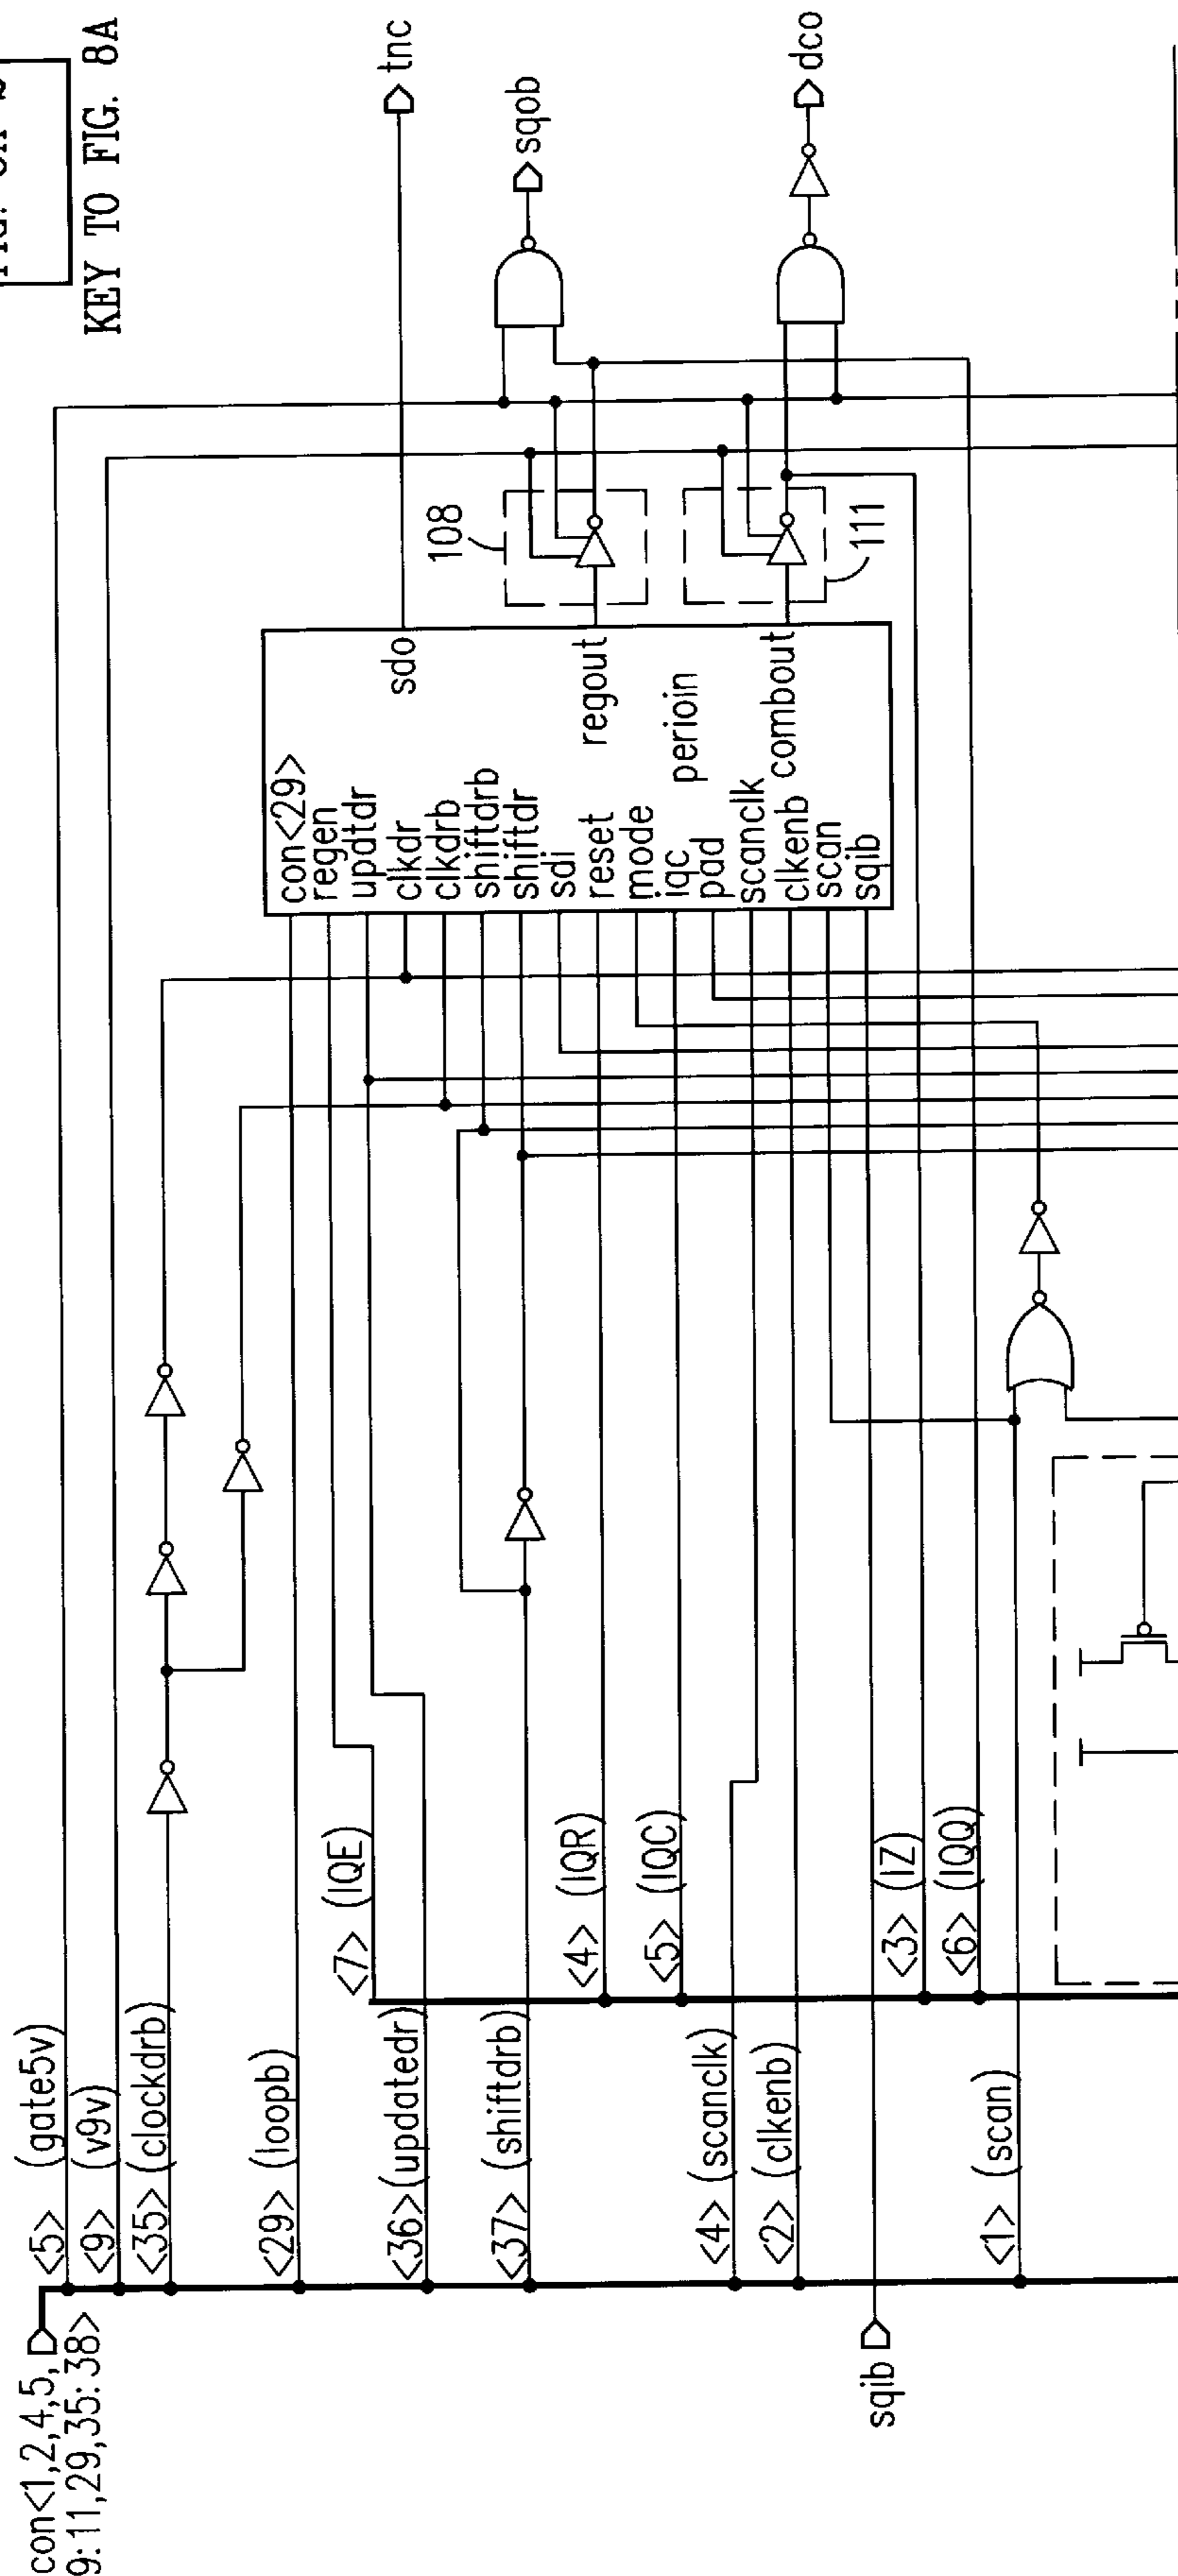 KEY TO FIG. 8A
con<1,2,4,5,
9:11,29,35:38>
<5> (gate5v)
<9> (v9v)
<35> (clockdrb)
<29> (loopb)
<7> (IQE)
<36> (updatedr)
<37> (shiftdrb)
<4> (IQR)
<5> (IQC)
<4> (scanclk)
<2> (clkenb)
sqib
<3> (IZ)
<6> (IQQ)
<1> (scan)
con<29>
regen
updtdr
clkdr
clkdrb
shiftdrb
shiftdr
sdi
reset
mode
iqc
pad
scanclk
clkenb
scan
sqib
sdo
regout
perioin
combout
108
111
tnc
sqob
dco